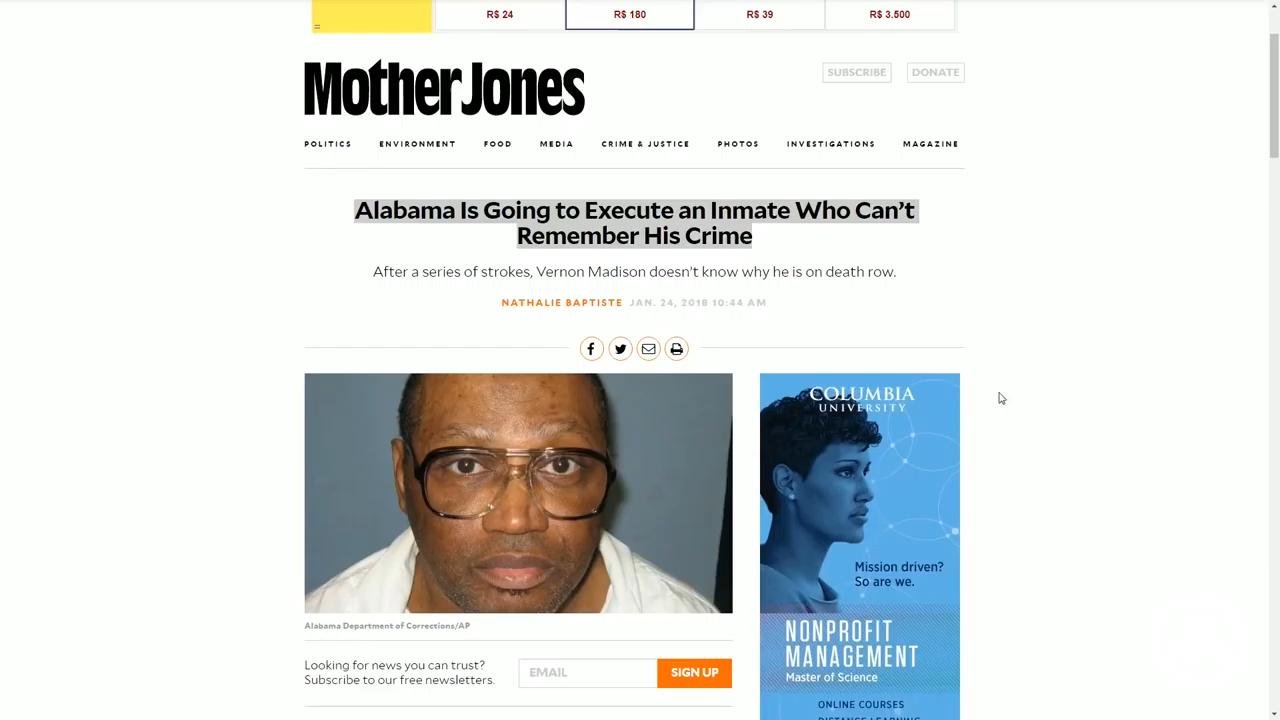 R$ 24
R$ 180
R$ 39
R$ 3.500
Mother Jones
SUBSCRIBE
DONATE
POLITICS
ENVIRONMENT
FOOD
MEDIA
CRIME & JUSTICE
PHOTOS
INVESTIGATIONS
MAGAZINE
Alabama Is Going to Execute an Inmate Who Can't
Remember His Crime
After a series of strokes, Vernon Madison doesn't know why he is on death row.
NATHALIE BAPTISTE JAN. 24, 2018 10:44 AM
Alabama Department of Corrections/AP
Looking for news you can trust?
Subscribe to our free newsletters.
EMAIL
SIGN UP
COLUMBIA
UNIVERSITY
Mission driven?
So are we.
NONPROFIT
MANAGEMENT
Master of Science
ONLINE COURSES